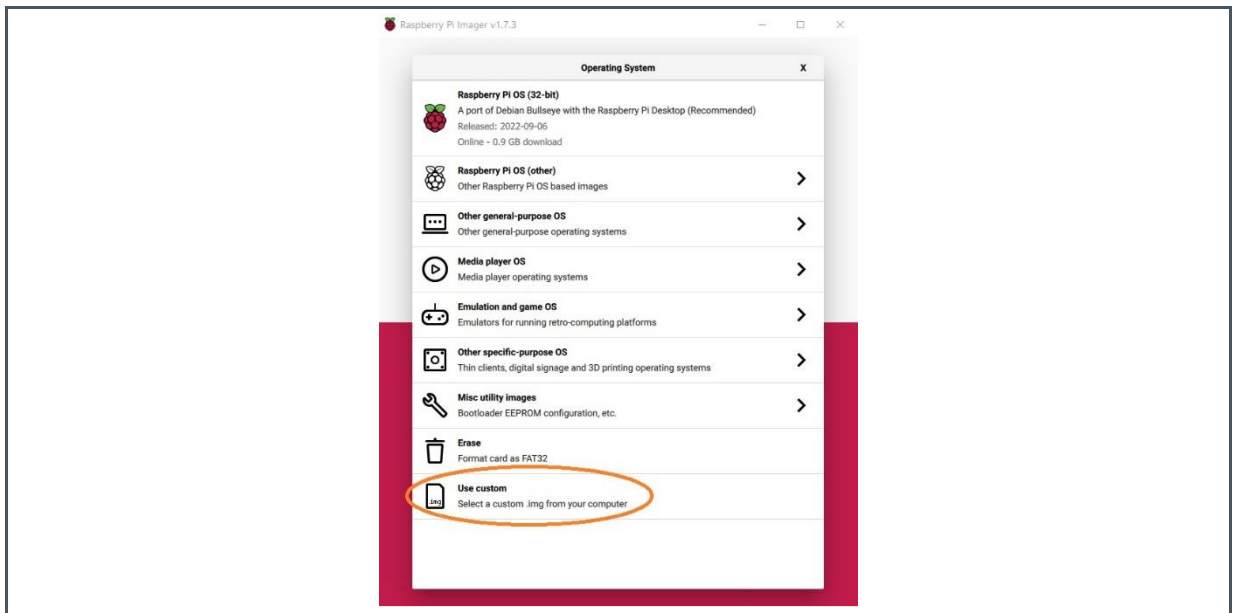 Raspberry Pi Imager v1.7.3
Operating System X
Raspberry Pi OS (32-bit)
A port of Debian Bullseye with the Raspberry Pi Desktop (Recommended)
Released: 2022-09-06
Online - 0.9 GB download
Raspberry Pi OS (other)
Other Raspberry Pi OS based images
Other general-purpose OS
Other general-purpose operating systems
Media player OS
Media player operating systems
Emulation and game OS
Emulators for running retro-computing platforms
Other specific-purpose OS
Thin clients, digital signage and 3D printing operating systems
Misc utility images
Bootloader EEPROM configuration, etc.
Erase
Format card as FAT32
Use custom
.img
Select a custom .img from your computer